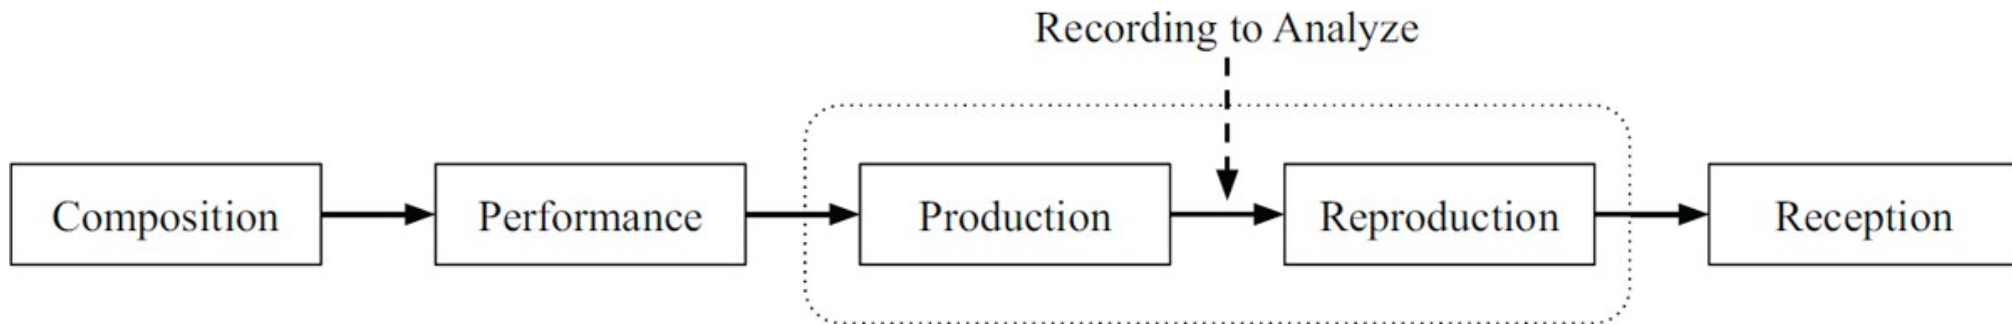 Recording to Analyze
Composition
Performance
Production
Reproduction
Reception